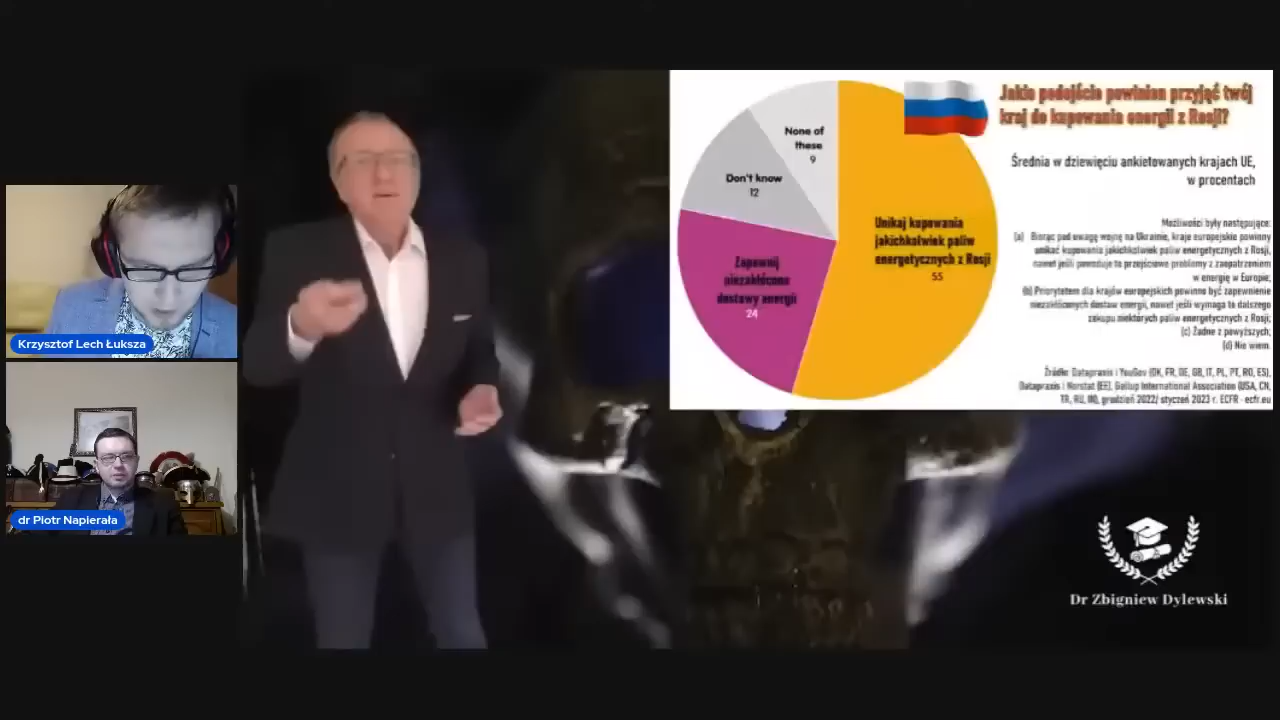 Jakie podejście powinien przyjąć twój
kraj do kupowania energii z Rosji?
Średnia w dziewięciu ankietowanych krajach UE,
w procentach
None of
these
9
Don't know
12
Unikaj kupowania
jakichkolwiek paliw
energetycznych z Rosji
55
Zapewnij
niezakłócone
dostawy energii
24
Możliwości były następujące:
(a) Biorąc pod uwagę wojnę na Ukrainie, kraje europejskie powinny
unikać kupowania jakichkolwiek paliw energetycznych z Rosji,
nawet jeśli powoduje to przejściowe problemy z zaopatrzeniem
w energię w Europie;
(b) Priorytetem dla krajów europejskich powinno być zapewnienie
niezakłóconych dostaw energii, nawet jeśli wymaga to dalszego
zakupu niektórych paliw energetycznych z Rosji;
(c) Żadne z powyższych;
(d) Nie wiem.
Źródło: Datapraxis i YouGov (DK, FR, DE, GB, IT, PL, PT, RO, ES),
Datapraxis i Norstat (EE), Gallup International Association (USA, CN,
TR, RU, IN), grudzień 2022/ styczeń 2023 r. ECFR · ecfr.eu
Krzysztof Lech Łuksza
dr Piotr Napierała
Dr Zbigniew Dylewski